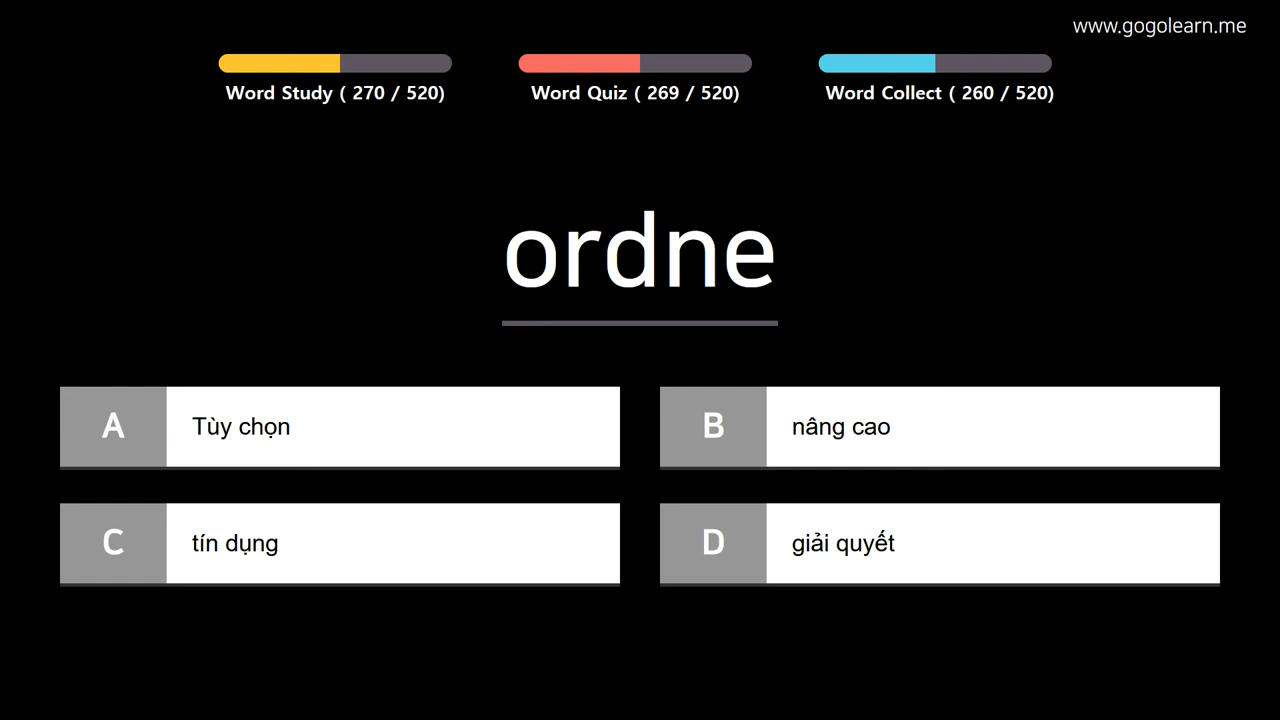 www.gogolearn.me
Word Study ( 270 / 520)
Word Quiz ( 269 / 520)
Word Collect ( 260 / 520)
ordne
A Tùy chọn
B nâng cao
C tín dụng
D giải quyết